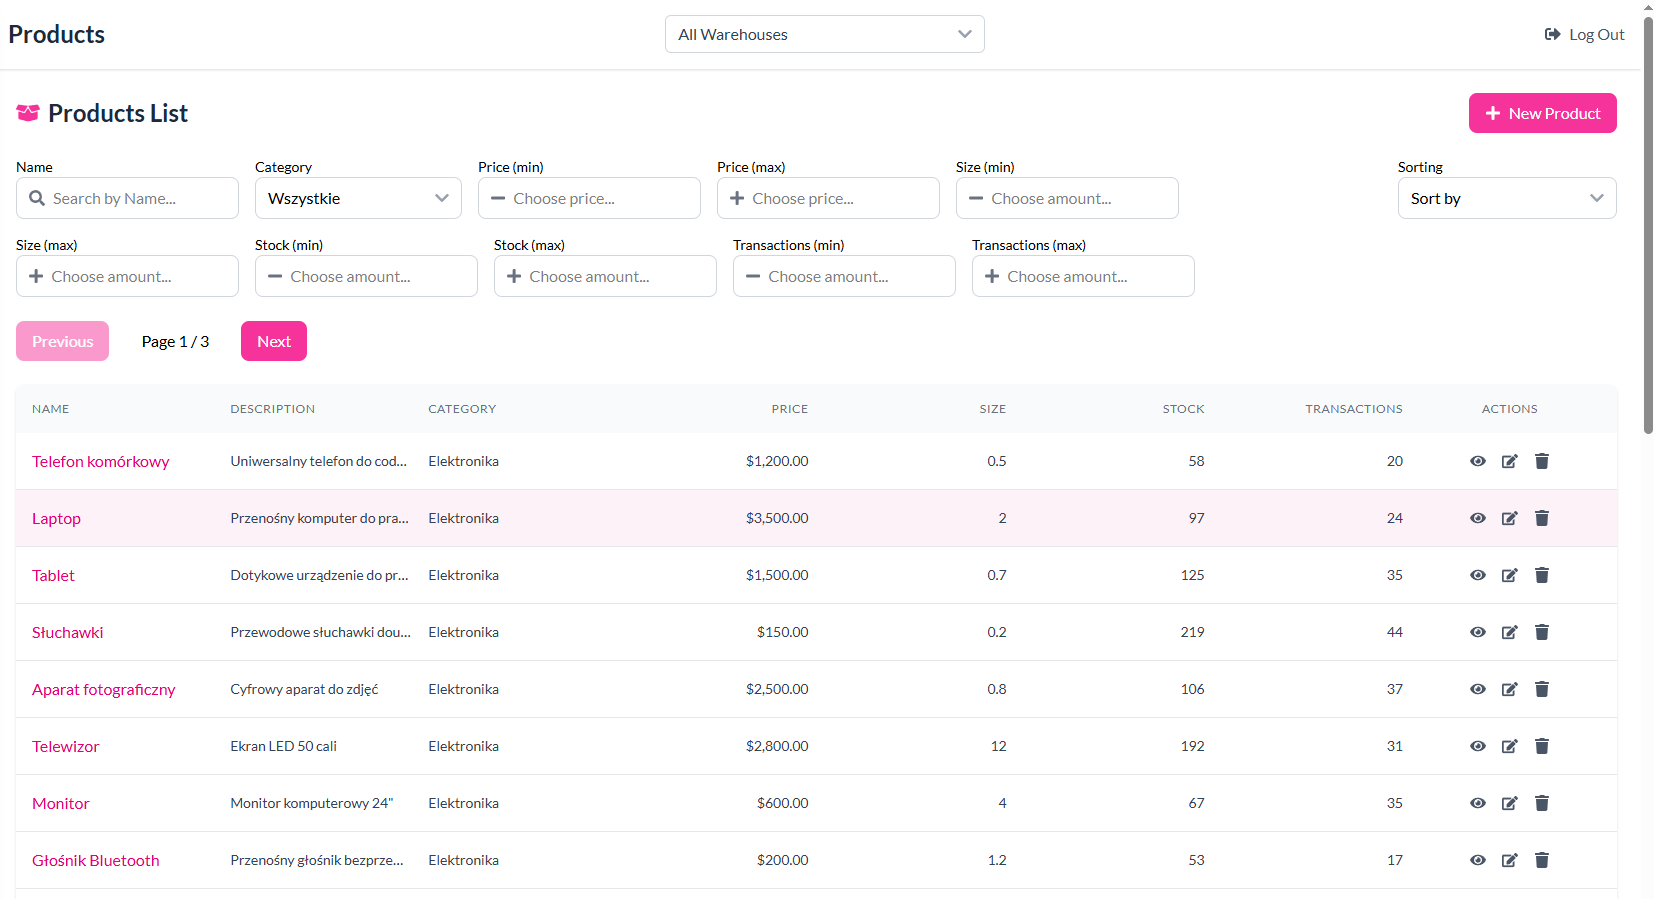 Products
All Warehouses
Log Out
Products List
New Product
Name
Category
Price (min)
Price (max)
Size (min)
Sorting
Search by Name...
Wszystkie
Choose price...
Choose price...
Choose amount...
Sort by
Size (max)
Stock (min)
Stock (max)
Transactions (min)
Transactions (max)
Choose amount...
Choose amount...
Choose amount...
Choose amount...
Choose amount...
Previous
Page 1 / 3
Next
NAME DESCRIPTION CATEGORY PRICE SIZE STOCK TRANSACTIONS ACTIONS
Telefon komórkowy Uniwersalny telefon do cod... Elektronika $1,200.00 0.5 58 20
Laptop Przenośny komputer do pra... Elektronika $3,500.00 2 97 24
Tablet Dotykowe urządzenie do pr... Elektronika $1,500.00 0.7 125 35
Słuchawki Przewodowe słuchawki dou... Elektronika $150.00 0.2 219 44
Aparat fotograficzny Cyfrowy aparat do zdjęć Elektronika $2,500.00 0.8 106 37
Telewizor Ekran LED 50 cali Elektronika $2,800.00 12 192 31
Monitor Monitor komputerowy 24" Elektronika $600.00 4 67 35
Głośnik Bluetooth Przenośny głośnik bezprze... Elektronika $200.00 1.2 53 17